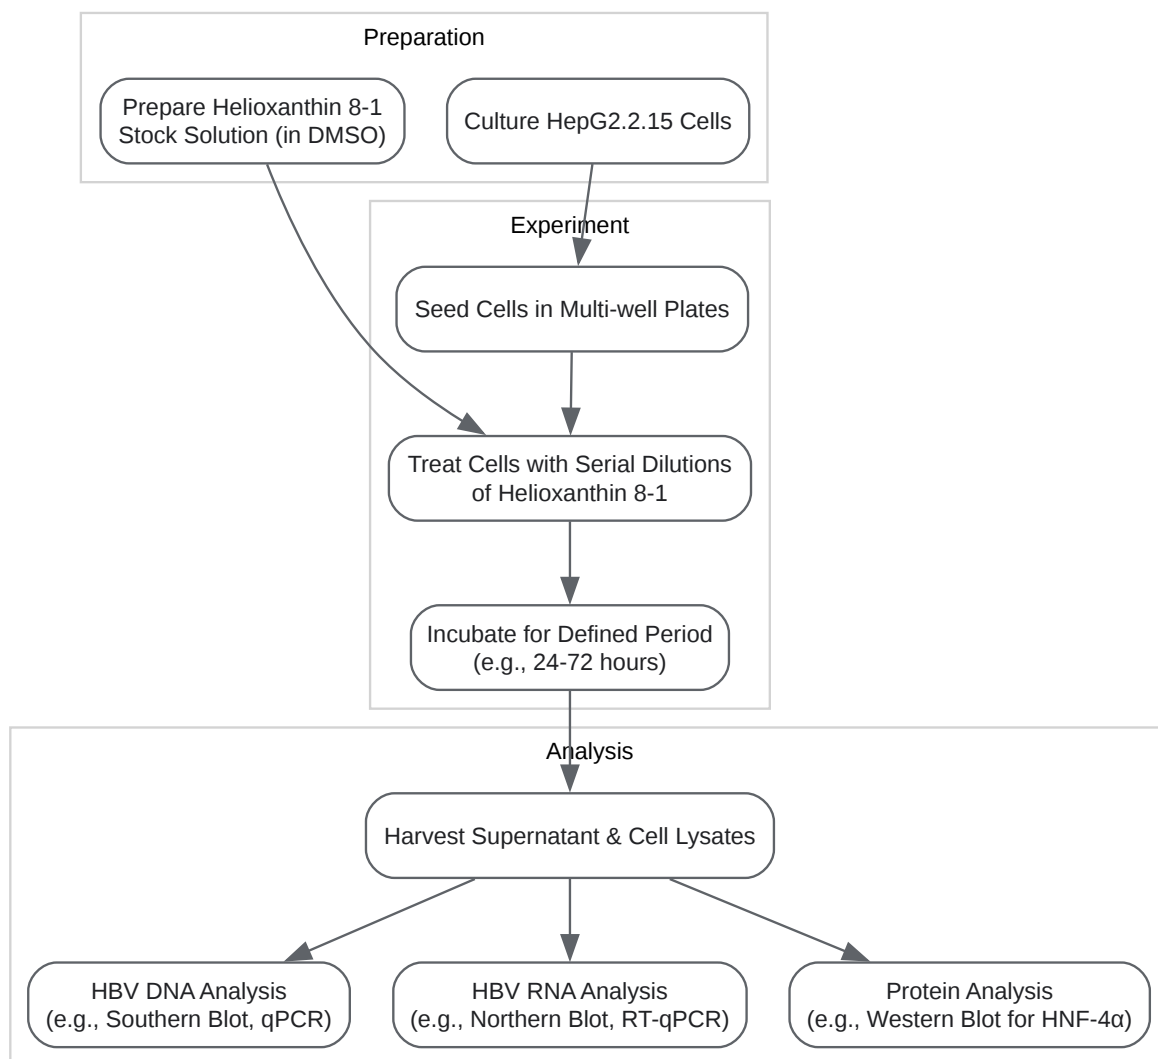 Preparation
Prepare Helioxanthin 8-1
Stock Solution (in DMSO)
Culture HepG2.2.15 Cells
Experiment
Seed Cells in Multi-well Plates
Treat Cells with Serial Dilutions
of Helioxanthin 8-1
Incubate for Defined Period
(e.g., 24-72 hours)
Analysis
Harvest Supernatant & Cell Lysates
HBV DNA Analysis
(e.g., Southern Blot, qPCR)
HBV RNA Analysis
(e.g., Northern Blot, RT-qPCR)
Protein Analysis
(e.g., Western Blot for HNF-4α)